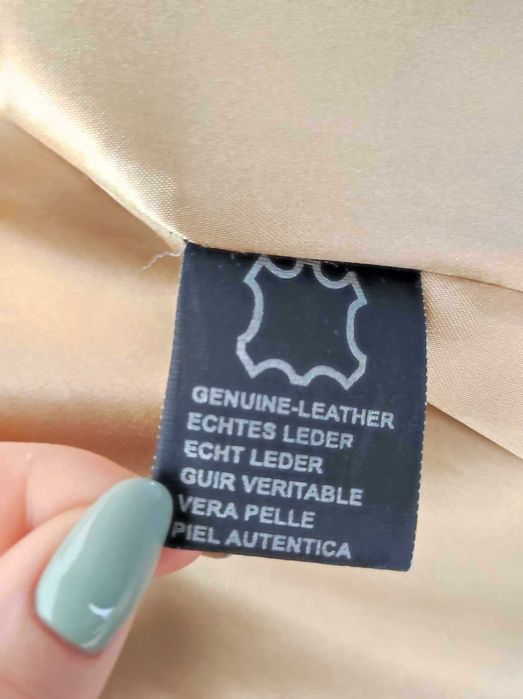 GENUINE-LEATHER
ECHTES LEDER
ECHT LEDER
GUIR VERITABLE
VERA PELLE
PIEL AUTENTICA